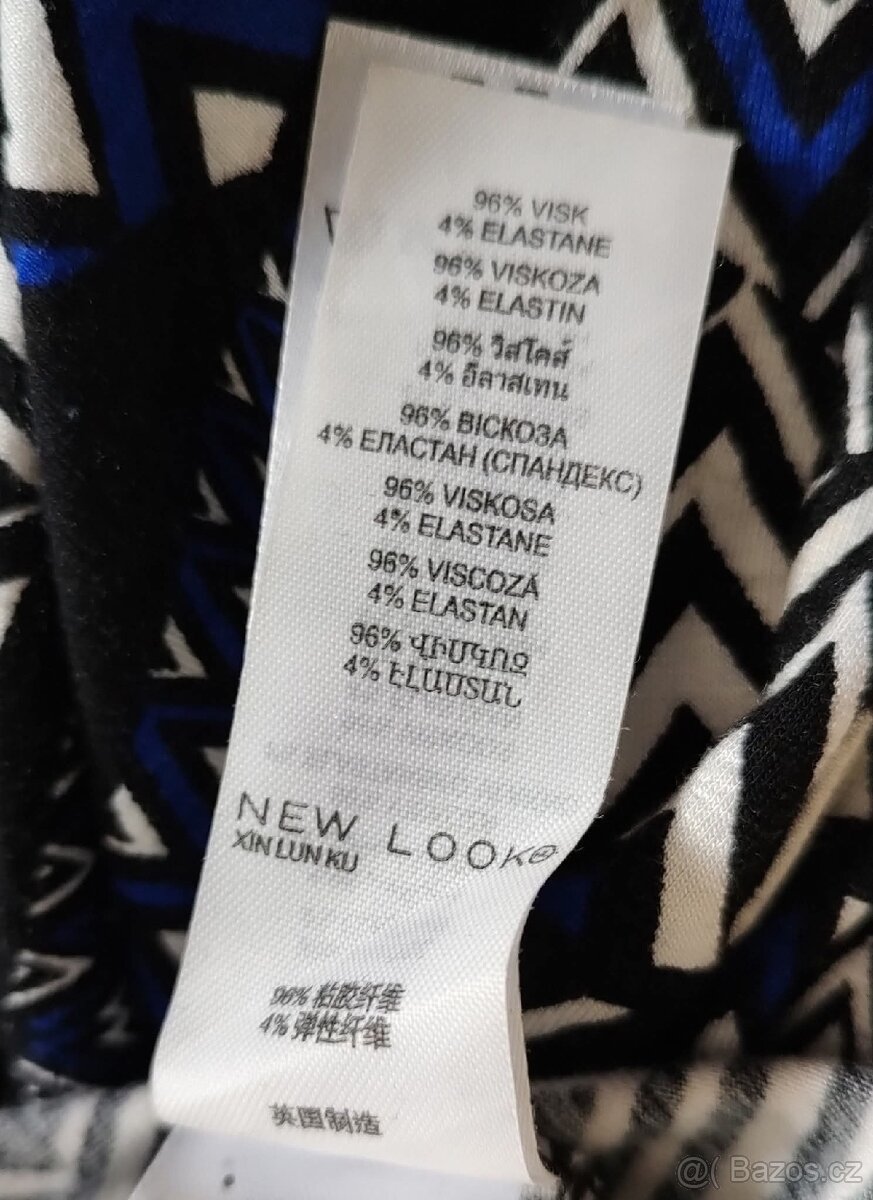 96% VISK
4% ELASTANE
96% VISKOZA
4% ELASTIN
96% วิสโคส์
4% อีลาสเทน
96% ВІСКОЗА
4% ЕЛАСТАН (СПАНДЕКС)
96% VISKOSA
4% ELASTANE
96% VISCOZĂ
4% ELASTAN
96% ՎԻՍԿՈԶ
4% ԷԼԱՍՏԱՆ
NEW LOOK®
XIN LUN KU
96% 粘胶纤维
4% 弹性纤维
英国制造
@( Bazos.cz